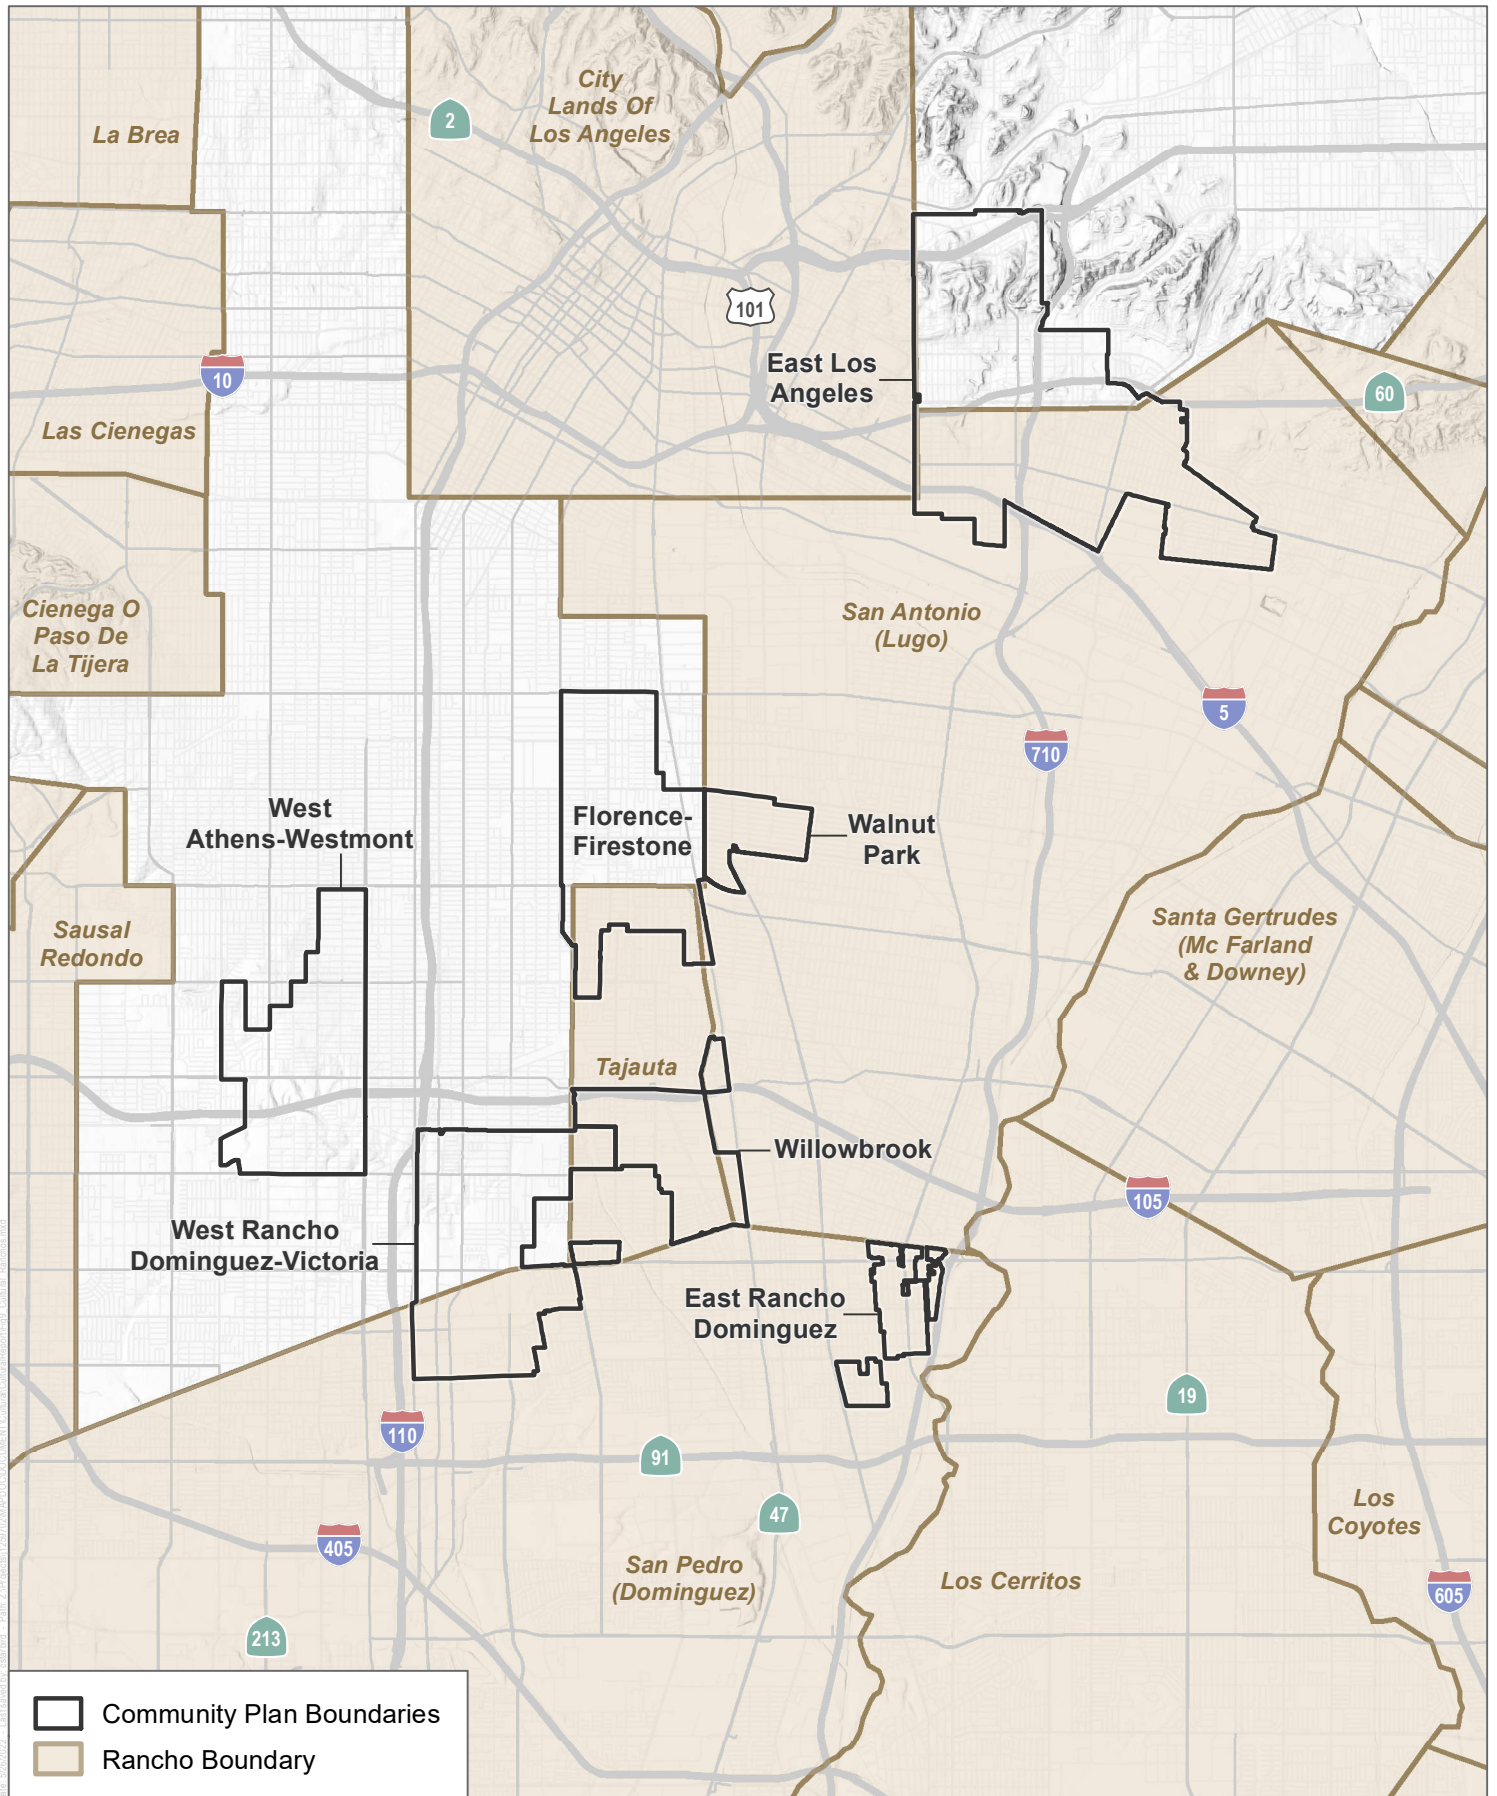 City
Lands Of
Los Angeles
La Brea
2
101
East Los
Angeles
10
60
Las Cienegas
Cienega O
Paso De
La Tijera
San Antonio
(Lugo)
5
710
West
Athens-Westmont
Florence-
Firestone
Walnut
Park
Sausal
Redondo
Santa Gertrudes
(Mc Farland
& Downey)
Tajauta
Willowbrook
105
West Rancho
Dominguez-Victoria
East Rancho
Dominguez
19
110
91
47
Los
Coyotes
405
San Pedro
(Dominguez)
Los Cerritos
605
213
Community Plan Boundaries
Rancho Boundary